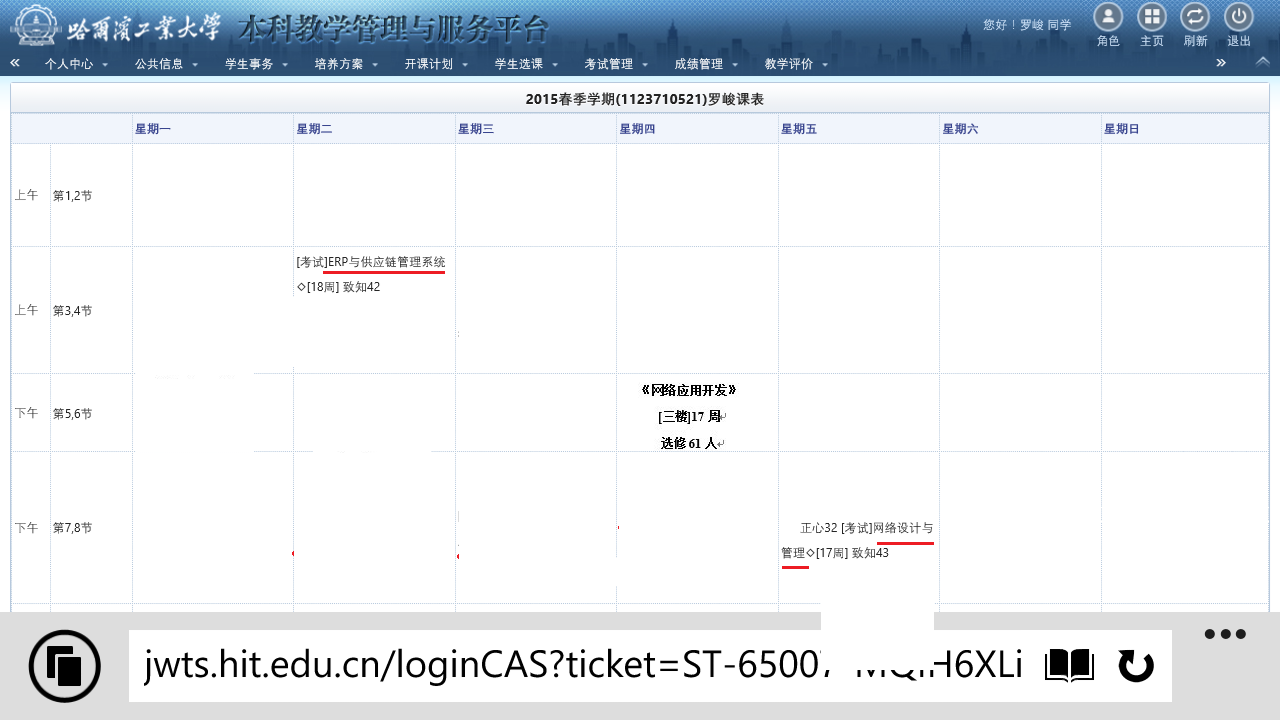 哈爾濱工業大學 本科教学管理与服务平台
您好！罗峻 同学
角色 主页 刷新 退出
« 个人中心 公共信息 学生事务 培养方案 开课计划 学生选课 考试管理 成绩管理 教学评价 »
2015春季学期(1123710521)罗峻课表
星期一 星期二 星期三 星期四 星期五 星期六 星期日
上午 第1,2节
[考试]ERP与供应链管理系统
◇[18周] 致知42
上午 第3,4节
《网络应用开发》
[三楼]17 周
选修 61 人
下午 第5,6节
正心32 [考试]网络设计与
管理◇[17周] 致知43
下午 第7,8节
jwts.hit.edu.cn/loginCAS?ticket=ST-6500